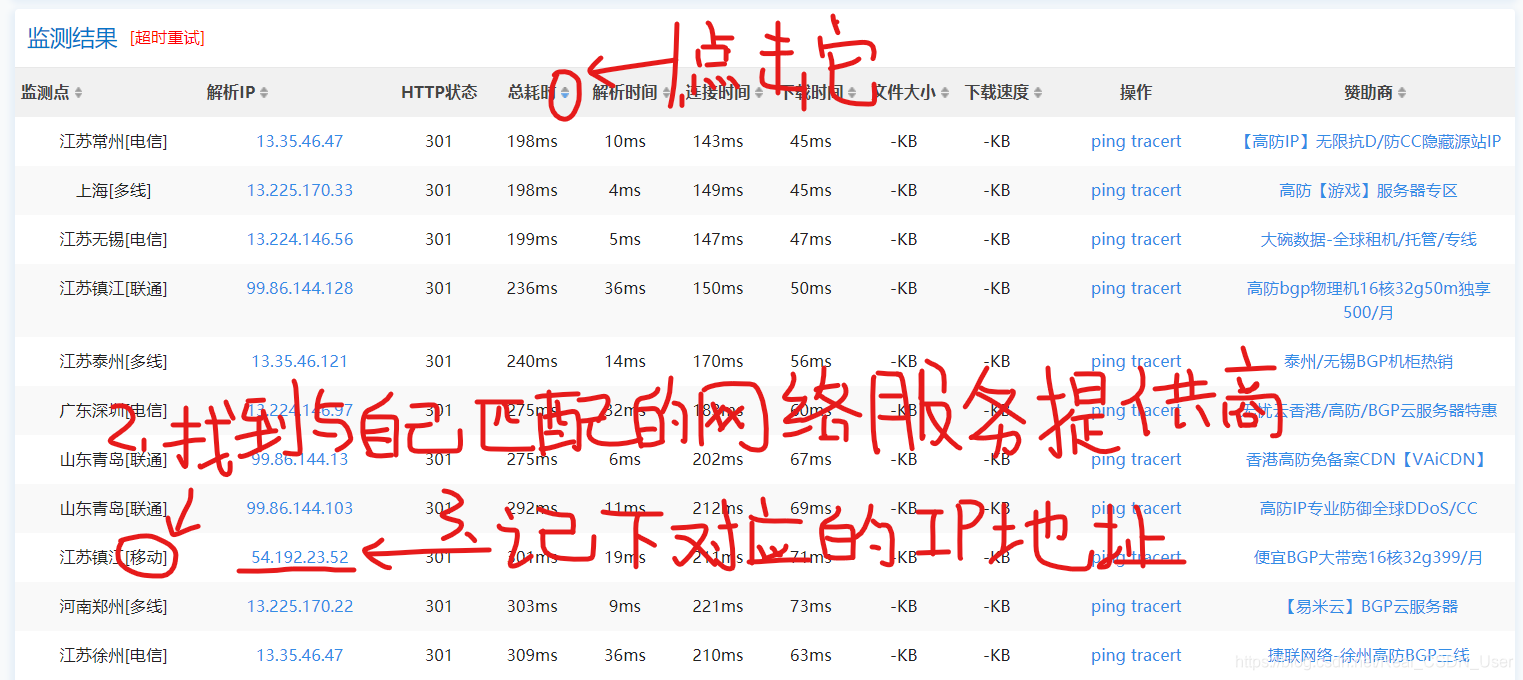 监测结果 [超时重试]
1,点击它
监测点 解析IP HTTP状态 总耗时 解析时间 连接时间 下载时间 文件大小 下载速度 操作 赞助商
江苏常州[电信] 13.35.46.47 301 198ms 10ms 143ms 45ms -KB -KB ping tracert 【高防IP】无限抗D/防CC隐藏源站IP
上海[多线] 13.225.170.33 301 198ms 4ms 149ms 45ms -KB -KB ping tracert 高防【游戏】服务器专区
江苏无锡[电信] 13.224.146.56 301 199ms 5ms 147ms 47ms -KB -KB ping tracert 大碗数据-全球租机/托管/专线
江苏镇江[联通] 99.86.144.128 301 236ms 36ms 150ms 50ms -KB -KB ping tracert 高防bgp物理机16核32g50m独享
500/月
江苏泰州[多线] 13.35.46.121 301 240ms 14ms 170ms 56ms -KB -KB ping tracert 泰州/无锡BGP机柜热销
广东深圳[电信] 13.224.146.97 301 275ms 32ms 60ms -KB -KB ping tracert 云香港/高防/BGP云服务器特惠
2,找到与自己匹配的网络服务提供商
山东青岛[联通] 99.86.144.13 301 275ms 6ms 202ms 67ms -KB -KB ping tracert 香港高防免备案CDN【VAiCDN】
山东青岛[联通] 99.86.144.103 301 292ms 11ms 212ms 69ms -KB -KB ping tracert 高防IP专业防御全球DDoS/CC
3、记下对应的IP地址
江苏镇江[移动] 54.192.23.52 301 301ms 19ms 211ms 71ms -KB -KB ping tracert 便宜BGP大带宽16核32g399/月
河南郑州[多线] 13.225.170.22 301 303ms 9ms 221ms 73ms -KB -KB ping tracert 【易米云】BGP云服务器
江苏徐州[电信] 13.35.46.47 301 309ms 36ms 210ms 63ms -KB -KB ping tracert 捷联网络-徐州高防BGP三线